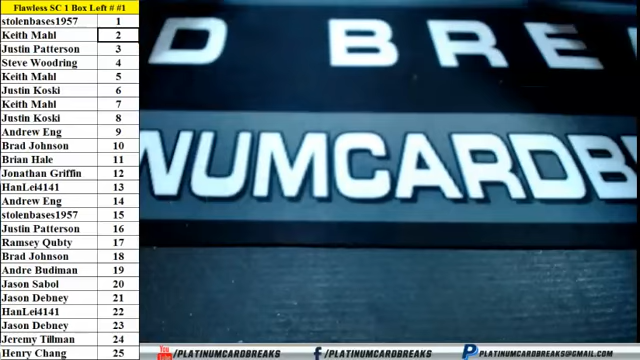 Flawless SC 1 Box Left # #1
stolenbases1957 1
Keith Mahl 2
Justin Patterson 3
Steve Woodring 4
Keith Mahl 5
Justin Koski 6
Keith Mahl 7
Justin Koski 8
Andrew Eng 9
Brad Johnson 10
Brian Hale 11
Jonathan Griffin 12
HanLei4141 13
Andrew Eng 14
stolenbases1957 15
Justin Patterson 16
Ramsey Qubty 17
Brad Johnson 18
Andre Budiman 19
Jason Sabol 20
Jason Debney 21
HanLei4141 22
Jason Debney 23
Jeremy Tillman 24
Henry Chang 25
D BRE
NUMCARDB
You Tube /PLATINUMCARDBREAKS f /PLATINUMCARDBREAKS P /PLATINUMCARDBREAKS@GMAIL.COM